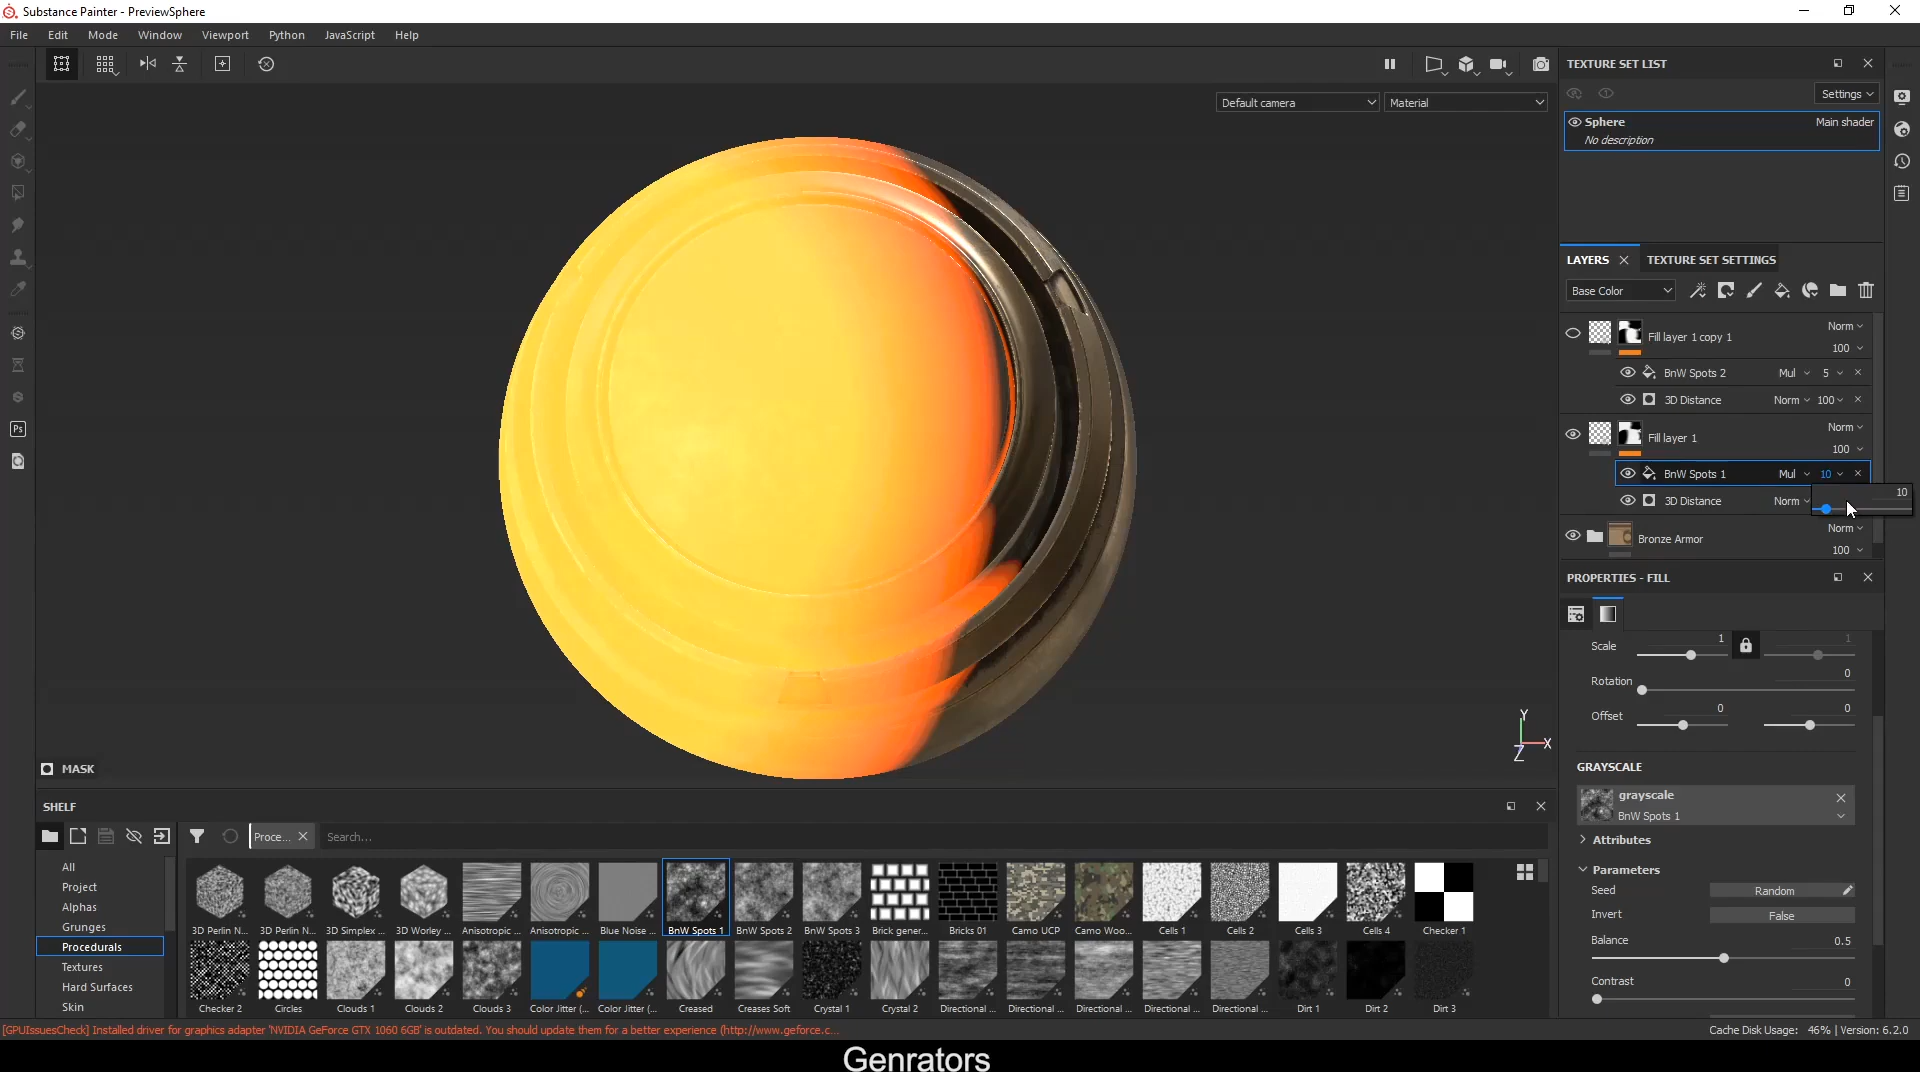 Substance Painter - PreviewSphere
File Edit Mode Window Viewport Python JavaScript Help
Default camera Material
TEXTURE SET LIST
Settings
Sphere Main shader
No description
LAYERS TEXTURE SET SETTINGS
Base Color
Norm
Fill layer 1 copy 1
100
BnW Spots 2 Mul 5
3D Distance Norm 100
Norm
Fill layer 1
100
BnW Spots 1 Mul 10
10
3D Distance Norm
Norm
Bronze Armor
100
PROPERTIES - FILL
Scale 1 1
Rotation 0
Offset 0 0
GRAYSCALE
grayscale
BnW Spots 1
Attributes
Parameters
Seed Random
Invert False
Balance 0.5
Contrast 0
Y
X
Z
Ps
MASK
SHELF
Proce... Search...
All
Project
Alphas
Grunges
Procedurals
Textures
Hard Surfaces
Skin
3D Perlin N... 3D Perlin N... 3D Simplex ... 3D Worley ... Anisotropic ... Anisotropic ... Blue Noise ... BnW Spots 1 BnW Spots 2 BnW Spots 3 Brick gener... Bricks 01 Camo UCP Camo Woo... Cells 1 Cells 2 Cells 3 Cells 4 Checker 1
Checker 2 Circles Clouds 1 Clouds 2 Clouds 3 Color Jitter (... Color Jitter (... Creased Creases Soft Crystal 1 Crystal 2 Directional ... Directional ... Directional ... Directional ... Directional ... Dirt 1 Dirt 2 Dirt 3
[GPUIssuesCheck] Installed driver for graphics adapter 'NVIDIA GeForce GTX 1060 6GB' is outdated. You should update them for a better experience (http://www.geforce.c...
Cache Disk Usage: 46% | Version: 6.2.0
Genrators